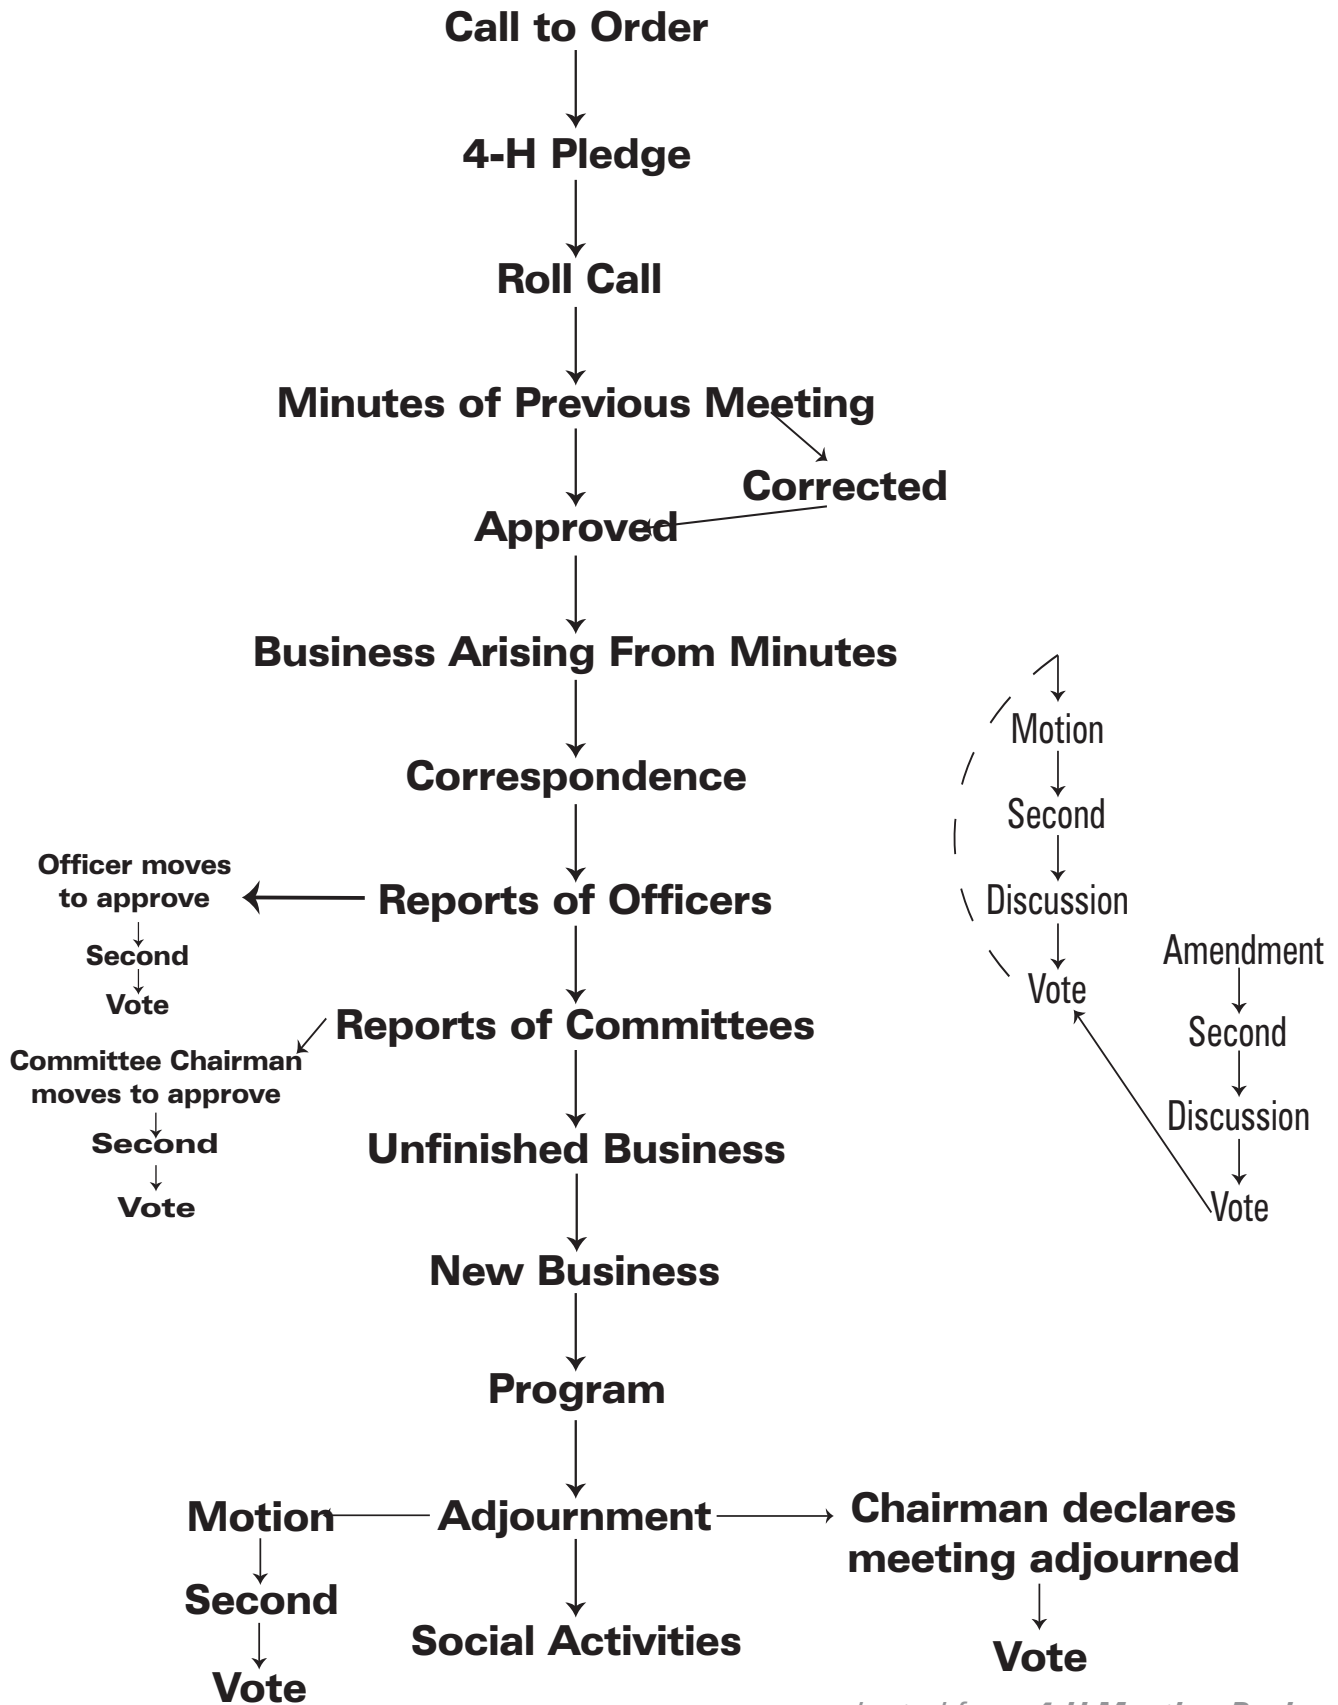 Call to Order
4-H Pledge
Roll Call
Minutes of Previous Meeting
Corrected
Approved
Business Arising From Minutes
Correspondence
Reports of Officers
Officer moves
to approve
Second
Vote
Reports of Committees
Committee Chairman
moves to approve
Second
Vote
Unfinished Business
New Business
Program
Adjournment
Motion
Second
Vote
Chairman declares
meeting adjourned
Vote
Social Activities
Motion
Second
Discussion
Vote
Amendment
Second
Discussion
Vote
from 4-H Meeting